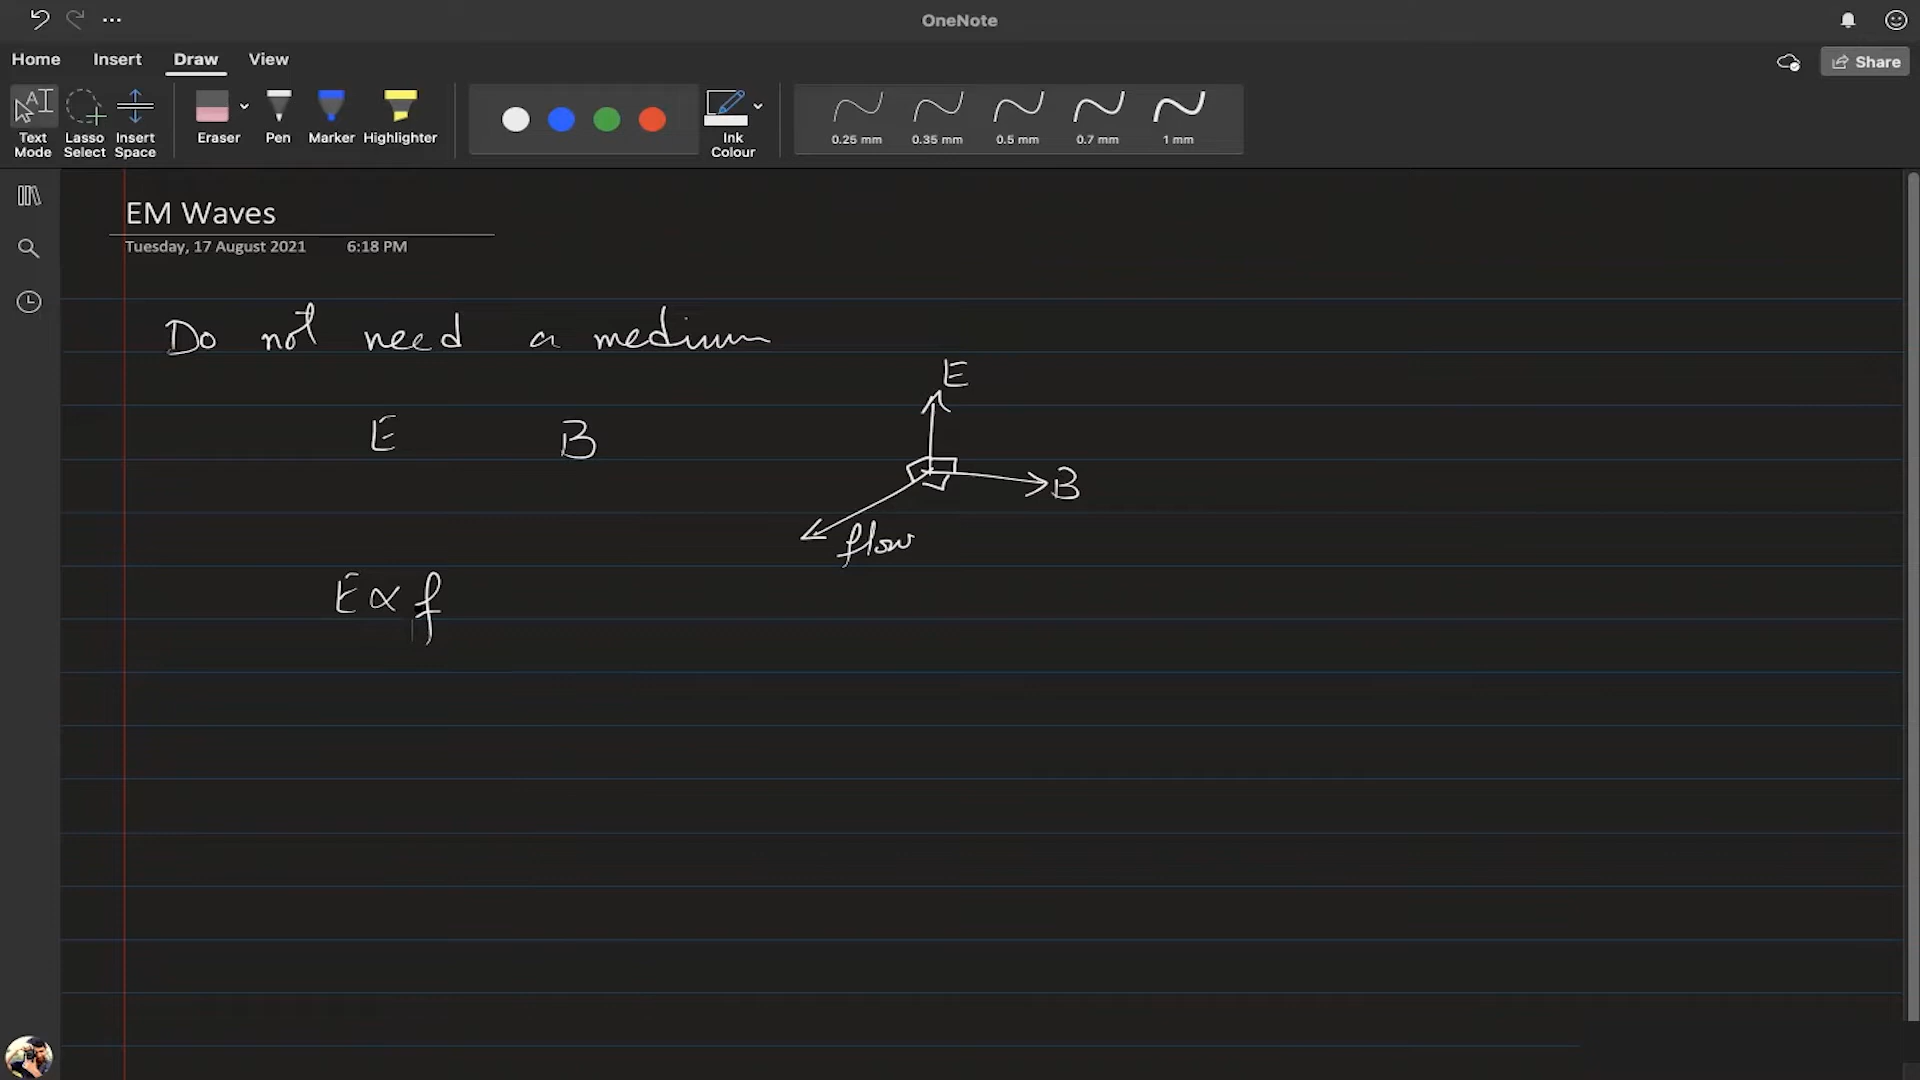 OneNote
Home Insert Draw View
Share
Text Mode
Lasso Select
Insert Space
Eraser
Pen
Marker
Highlighter
Ink Colour
0.25 mm
0.35 mm
0.5 mm
0.7 mm
1 mm
EM Waves
Tuesday, 17 August 2021 6:18 PM
Do not need a medium
E
E B
B
flow
E ∝ f